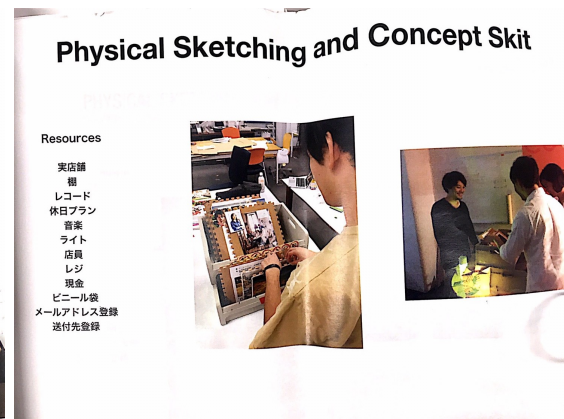 Physical Sketching and Concept Skit
Resources
実店舗
棚
レコード
休日プラン
音楽
ライト
店員
レジ
現金
ビニール袋
メールアドレス登録
送付先登録